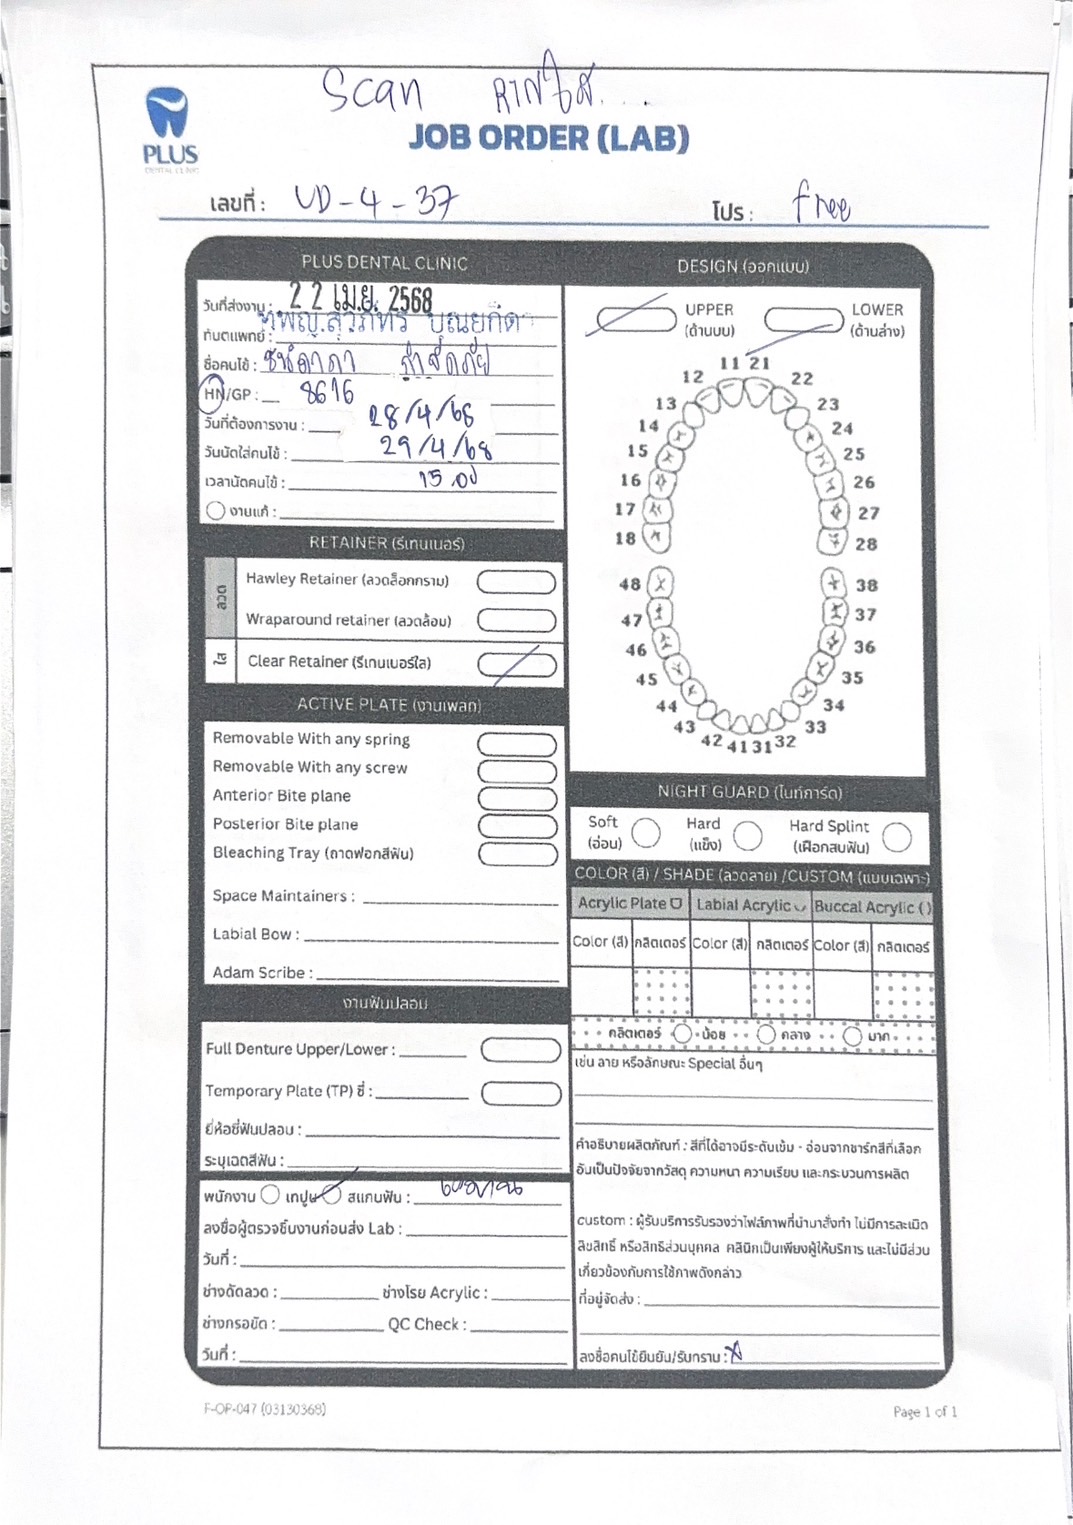 Scan
PLUS
DENTAL CLINIC
JOB ORDER (LAB)
เลขที่ : UD-4-37
โปร : free
PLUS DENTAL CLINIC
วันที่ส่งงาน : 22 เม.ย. 2568
ทันตแพทย์ : ทพญ.สุวภัทร บุณยกิดา
ชื่อคนไข้ :
HN/GP : 8616
วันที่ต้องการงาน : 28/4/68
วันนัดใส่คนไข้ : 29/4/68
เวลานัดคนไข้ : 15.00
งานแก้ :
RETAINER (รีเทนเนอร์)
ลวด
Hawley Retainer (ลวดล็อกกราม)
Wraparound retainer (ลวดล้อม)
ใส
Clear Retainer (รีเทนเนอร์ใส)
ACTIVE PLATE (งานเพลท)
Removable With any spring
Removable With any screw
Anterior Bite plane
Posterior Bite plane
Bleaching Tray (ถาดฟอกสีฟัน)
Space Maintainers :
Labial Bow :
Adam Scribe :
งานฟันปลอม
Full Denture Upper/Lower :
Temporary Plate (TP) ซี่ :
ยี่ห้อซี่ฟันปลอม :
ระบุเฉดสีฟัน :
พนักงาน เทปูน สแกนฟัน :
ลงชื่อผู้ตรวจชิ้นงานก่อนส่ง Lab :
วันที่ :
ช่างดัดลวด : ช่างโรย Acrylic :
ช่างกรอขัด : QC Check :
วันที่ :
DESIGN (ออกแบบ)
UPPER LOWER
(ด้านบน) (ด้านล่าง)
11 21
12 22
13 23
14 24
15 25
16 26
17 27
18 28
48 38
47 37
46 36
45 35
44 34
43 33
42 41 31 32
NIGHT GUARD (ไนท์การ์ด)
Soft Hard Hard Splint
(อ่อน) (แข็ง) (เฝือกสบฟัน)
COLOR (สี) / SHADE (ลวดลาย) /CUSTOM (แบบเฉพาะ)
Acrylic Plate Labial Acrylic Buccal Acrylic ( )
Color (สี) กลิตเตอร์ Color (สี) กลิตเตอร์ Color (สี) กลิตเตอร์
กลิตเตอร์ น้อย กลาง มาก
เช่น ลาย หรือลักษณะ Special อื่นๆ
คำอธิบายผลิตภัณฑ์ : สีที่ได้อาจมีระดับเข้ม - อ่อนจากชาร์ทสีที่เลือก
อันเป็นปัจจัยจากวัสดุ ความหนา ความเรียบ และกระบวนการผลิต
custom : ผู้รับบริการรับรองว่าไฟล์ภาพที่นำมาสั่งทำ ไม่มีการละเมิด
ลิขสิทธิ์ หรือสิทธิส่วนบุคคล คลินิกเป็นเพียงผู้ให้บริการ และไม่มีส่วน
เกี่ยวข้องกับการใช้ภาพดังกล่าว
ที่อยู่จัดส่ง :
ลงชื่อคนไข้ยืนยัน/รับทราบ : X
F-OP-047 (03130368)
Page 1 of 1